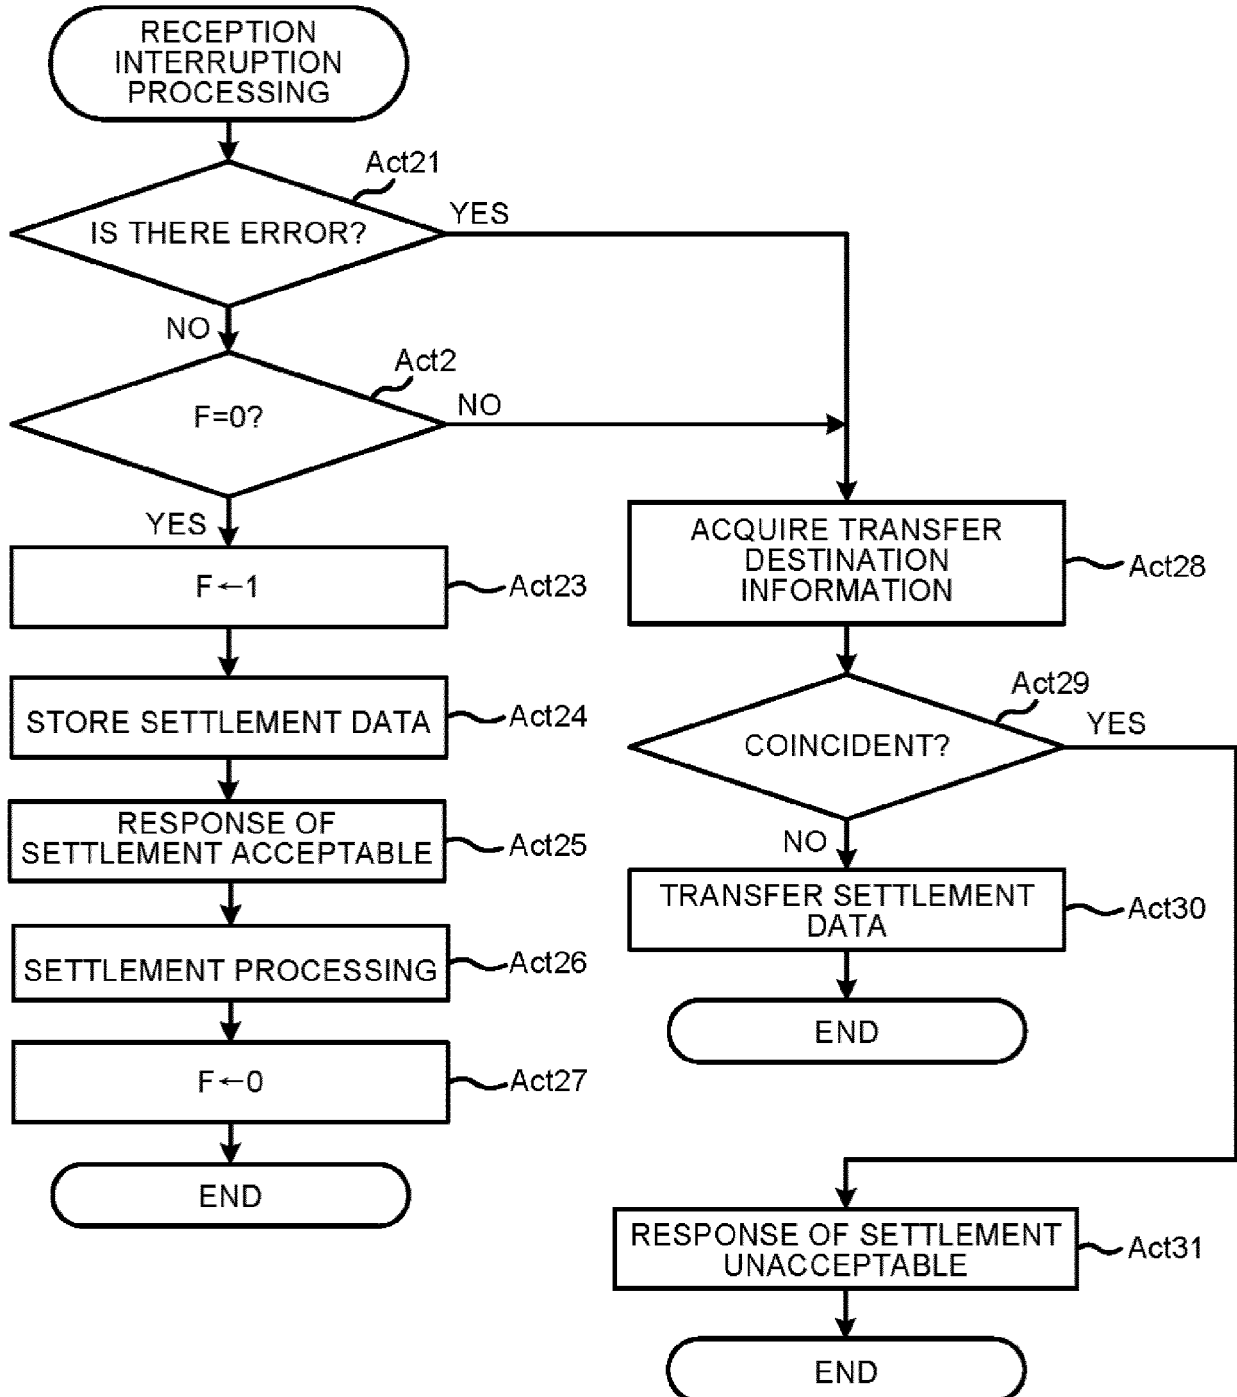 RECEPTION
INTERRUPTION
PROCESSING
Act21
IS THERE ERROR?
YES
NO
Act2
F=0?
NO
YES
F←1
Act23
STORE SETTLEMENT DATA
Act24
RESPONSE OF
SETTLEMENT ACCEPTABLE
Act25
SETTLEMENT PROCESSING
Act26
F←0
Act27
END
ACQUIRE TRANSFER
DESTINATION
INFORMATION
Act28
Act29
COINCIDENT?
YES
NO
TRANSFER SETTLEMENT
DATA
Act30
END
RESPONSE OF SETTLEMENT
UNACCEPTABLE
Act31
END